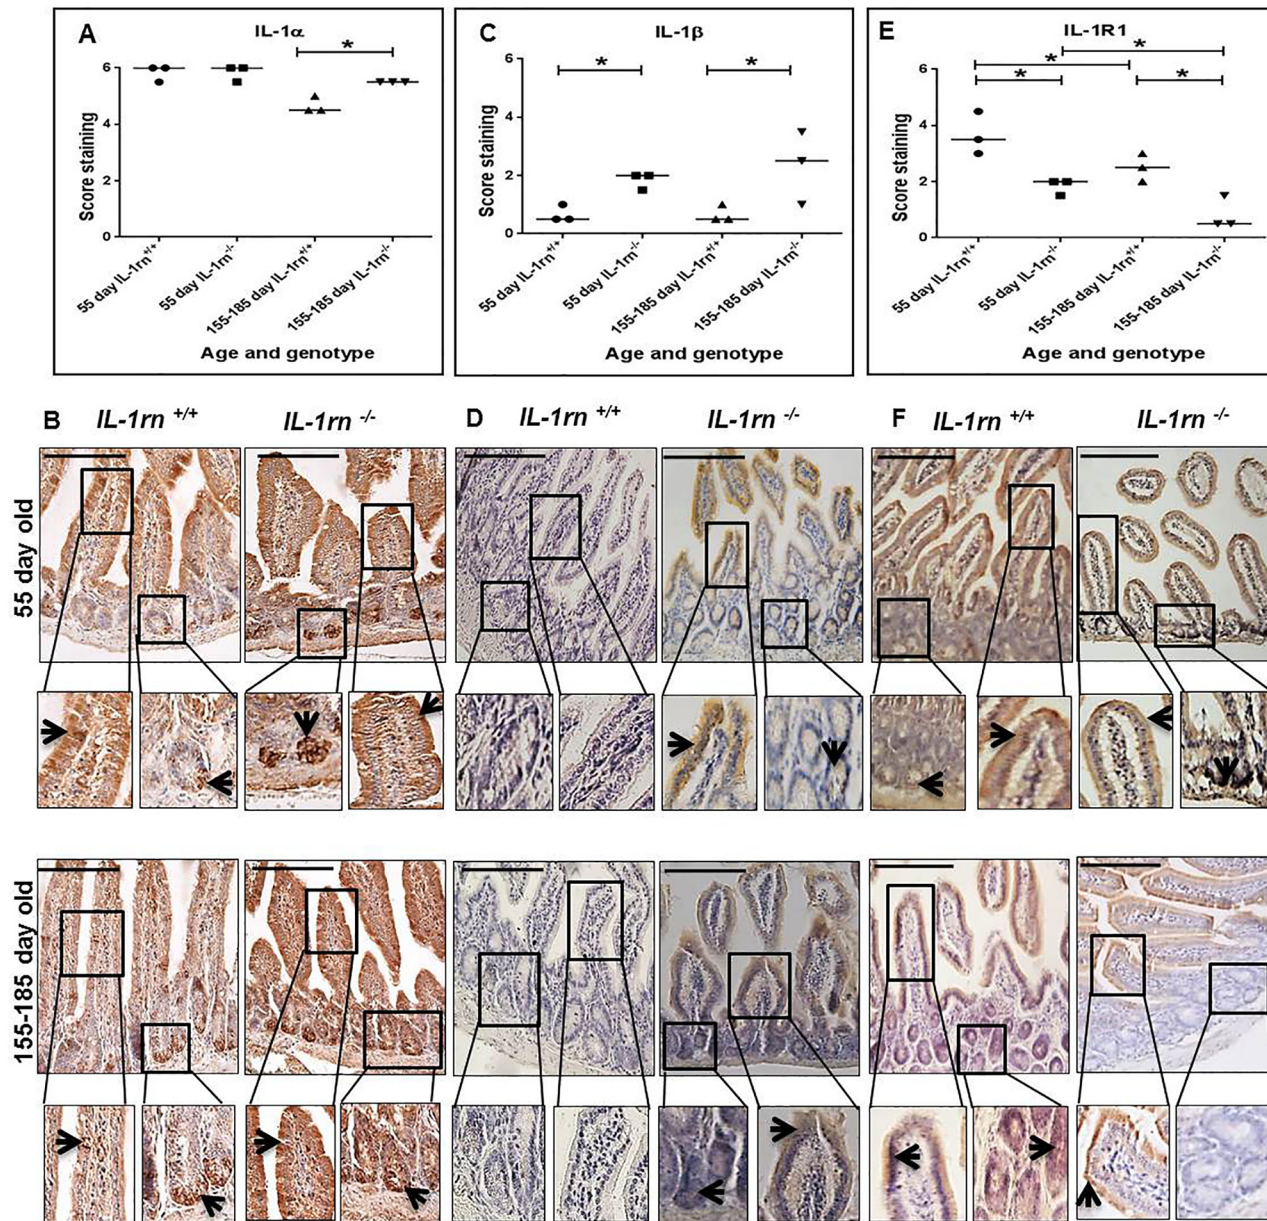 A
IL-1α
*
6
4
2
0
Score staining
55 day IL-1rn+/+
55 day IL-1rn-/-
155-185 day IL-1rn+/+
155-185 day IL-1rn-/-
Age and genotype
C
IL-1β
* *
6
4
2
0
Score staining
55 day IL-1rn+/+
55 day IL-1rn-/-
155-185 day IL-1rn+/+
155-185 day IL-1rn-/-
Age and genotype
E
IL-1R1
*
*
* *
6
4
2
0
Score staining
55 day IL-1rn+/+
55 day IL-1rn-/-
155-185 day IL-1rn+/+
155-185 day IL-1rn-/-
Age and genotype
B IL-1rn +/+ IL-1rn -/-
D IL-1rn +/+ IL-1rn -/-
F IL-1rn +/+ IL-1rn -/-
55 day old
155-185 day old